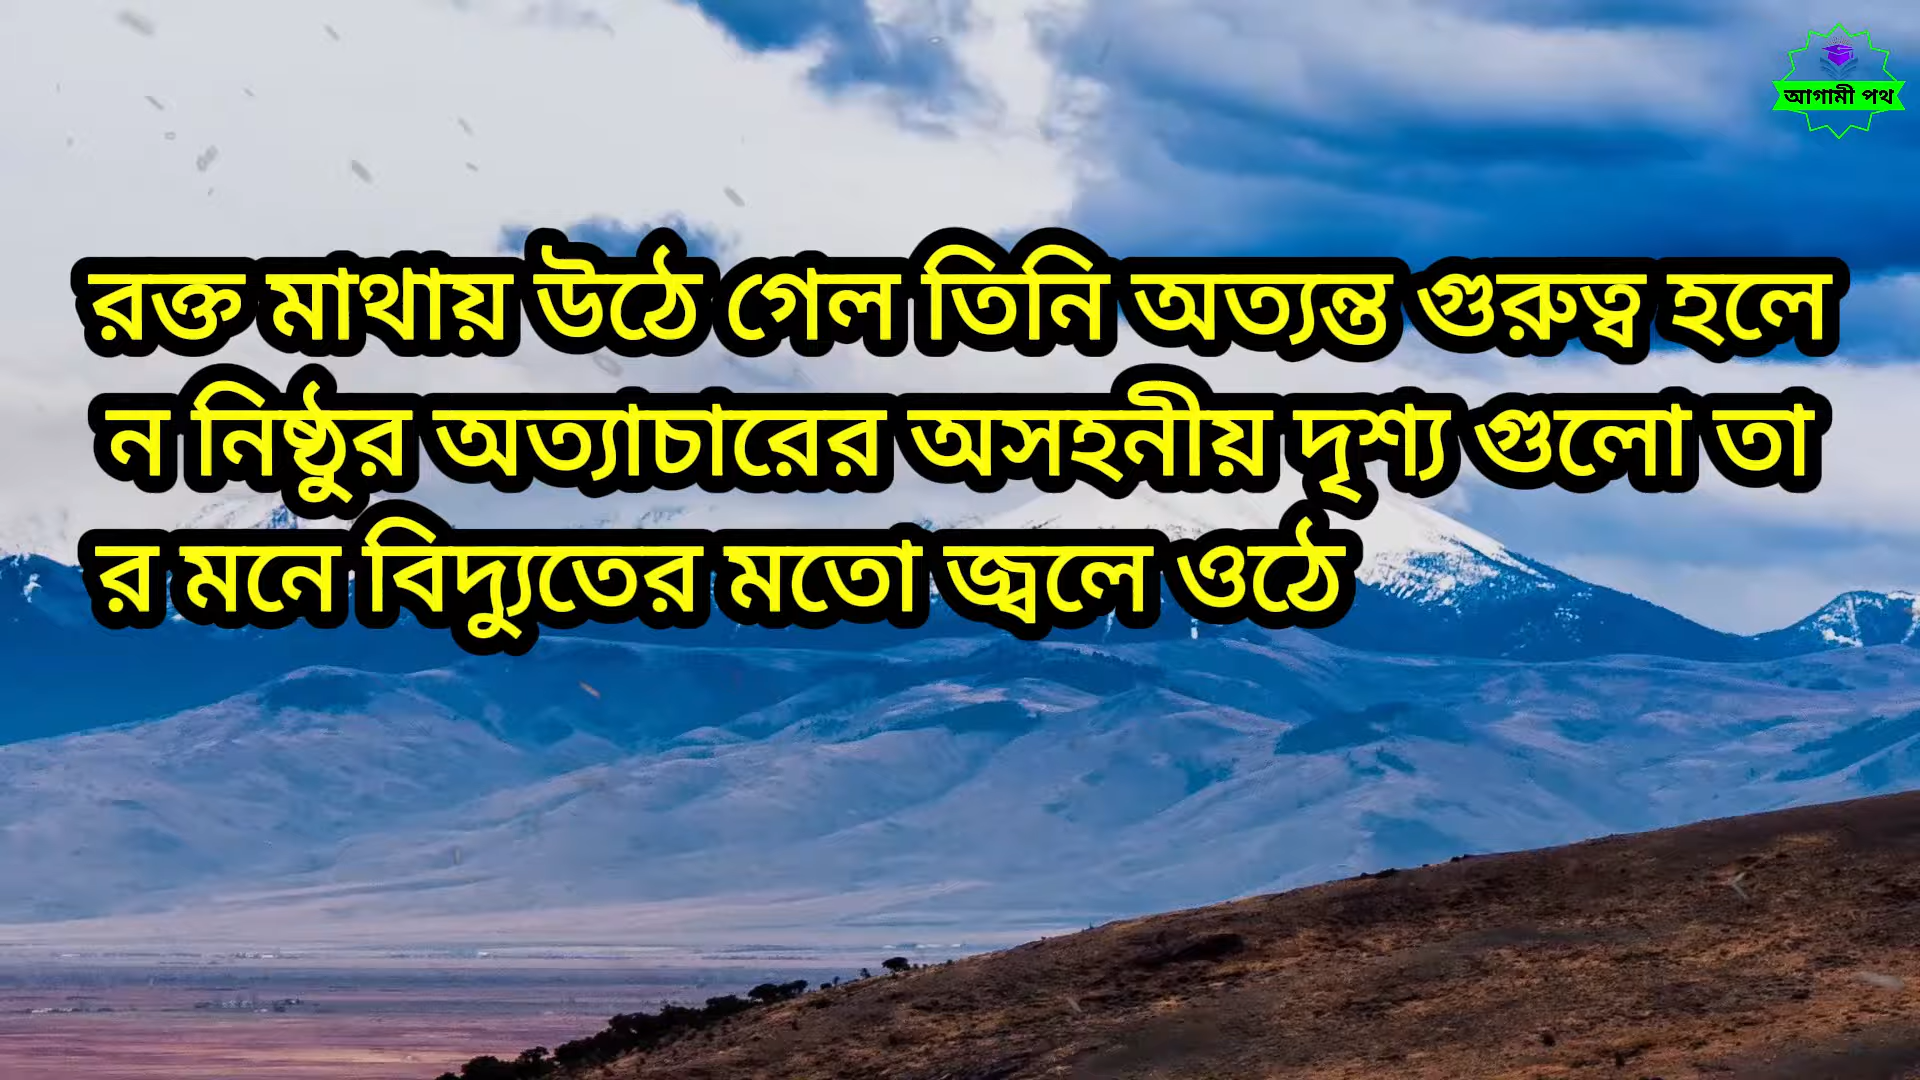 আগামী পথ
রক্ত মাথায় উঠে গেল তিনি অত্যন্ত গুরুত্ব হলে
ন নিষ্ঠুর অত্যাচারের অসহনীয় দৃশ্য গুলো তা
র মনে বিদ্যুতের মতো জ্বলে ওঠে